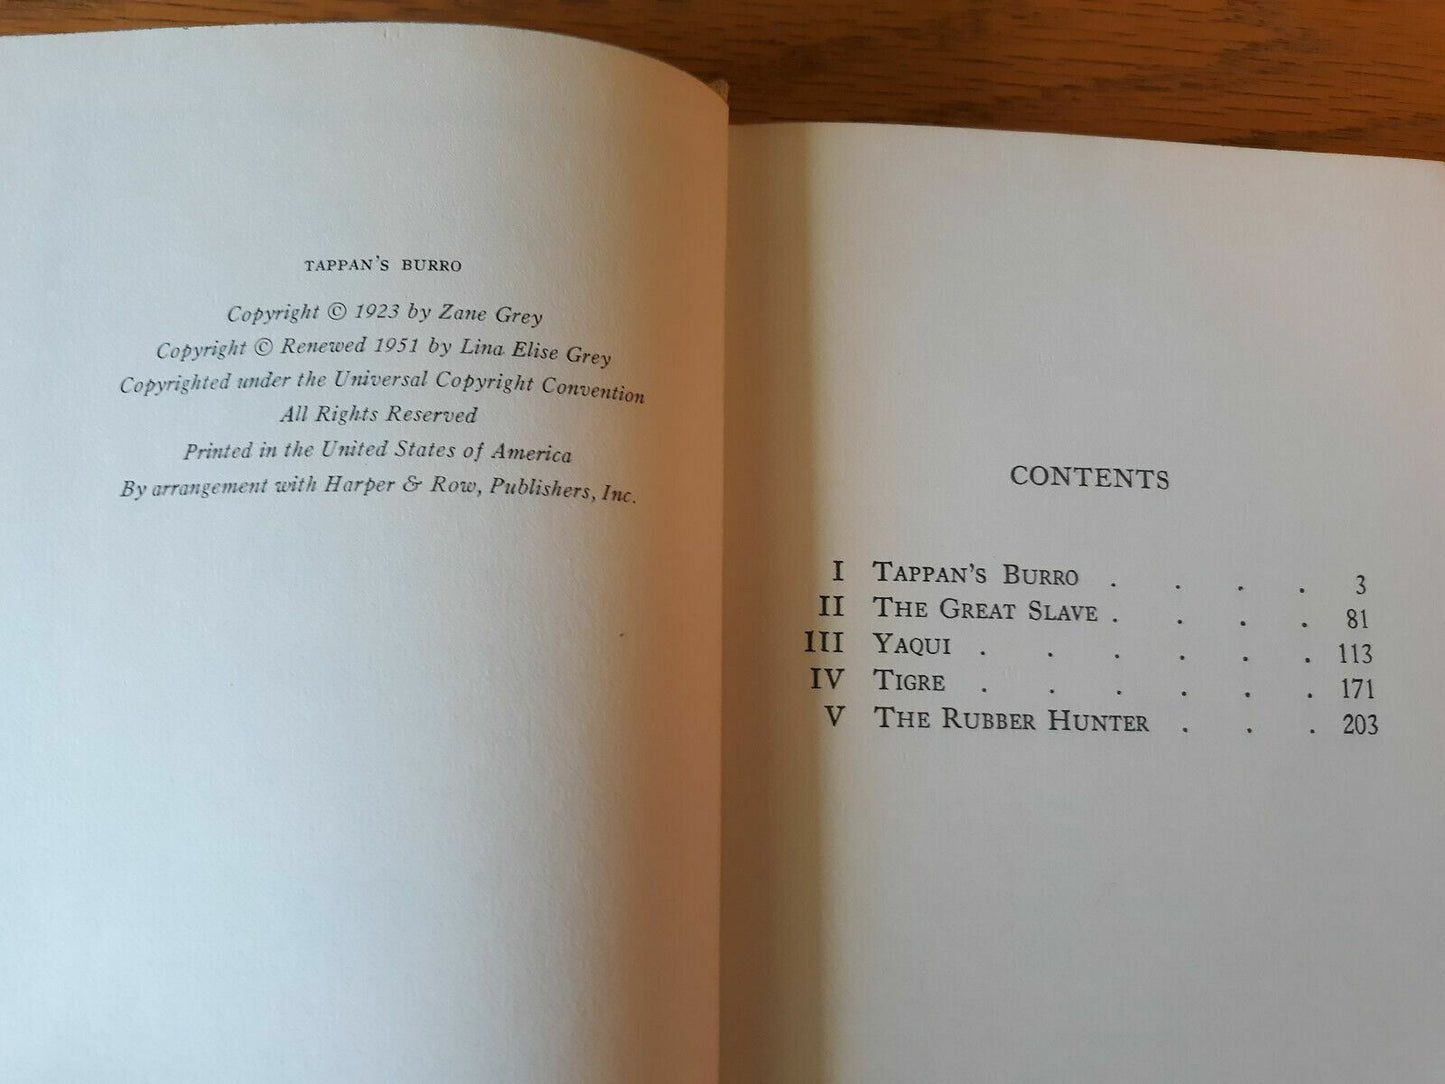 TAPPAN'S BURRO
Copyright © 1923 by Zane Grey
Copyright © Renewed 1951 by Lina Elise Grey
Copyrighted under the Universal Copyright Convention
All Rights Reserved
Printed in the United States of America
By arrangement with Harper & Row, Publishers, Inc.
CONTENTS
I TAPPAN'S BURRO . . . . 3
II THE GREAT SLAVE . . . . 81
III YAQUI . . . . . . 113
IV TIGRE . . . . . . 171
V THE RUBBER HUNTER . . . 203